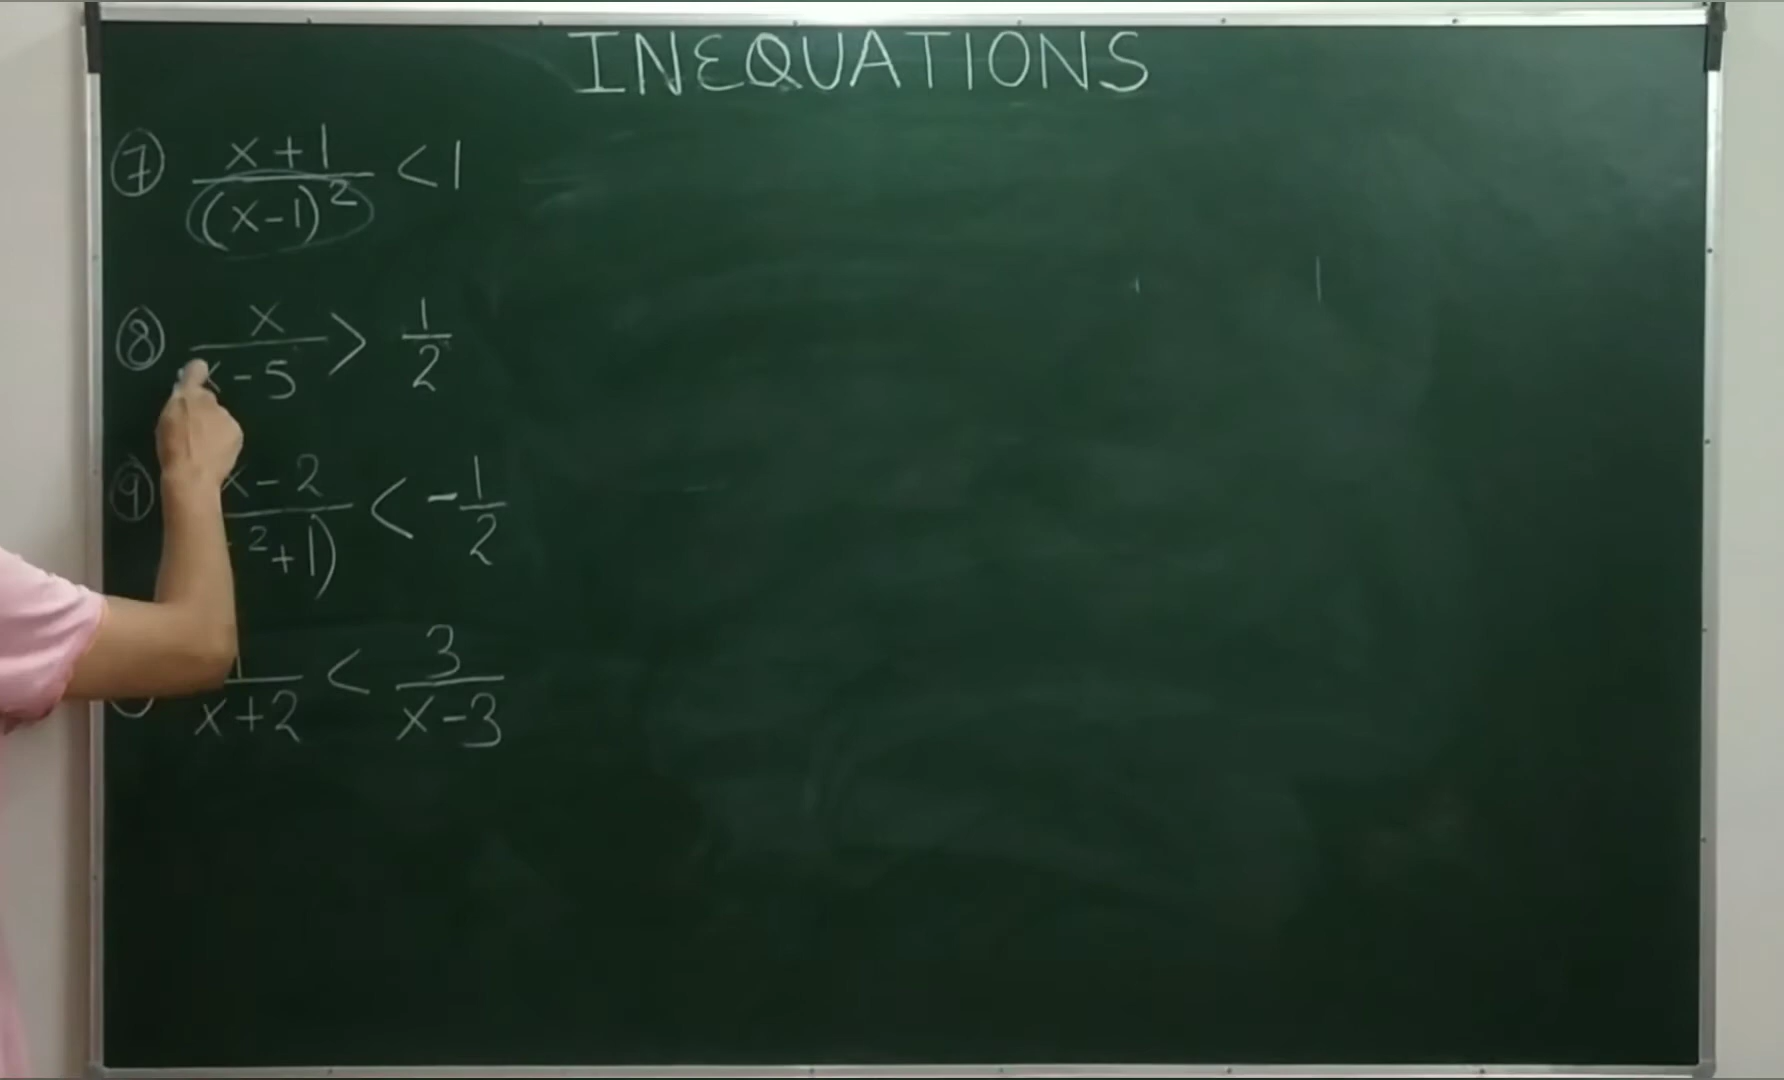 INEQUATIONS
⑦ (x+1)/(x-1)² < 1
⑧ x/(x-5) > 1/2
⑨ x-2/ ²+1) < -1/2
1/(x+2) < 3/(x-3)